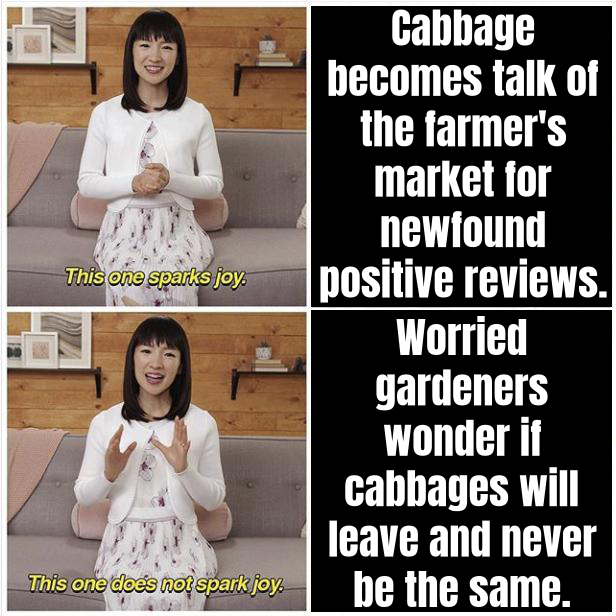 This one sparks joy.
Cabbage
becomes talk of
the farmer's
market for
newfound
positive reviews.
This one does not spark joy.
Worried
gardeners
wonder if
cabbages will
leave and never
be the same.